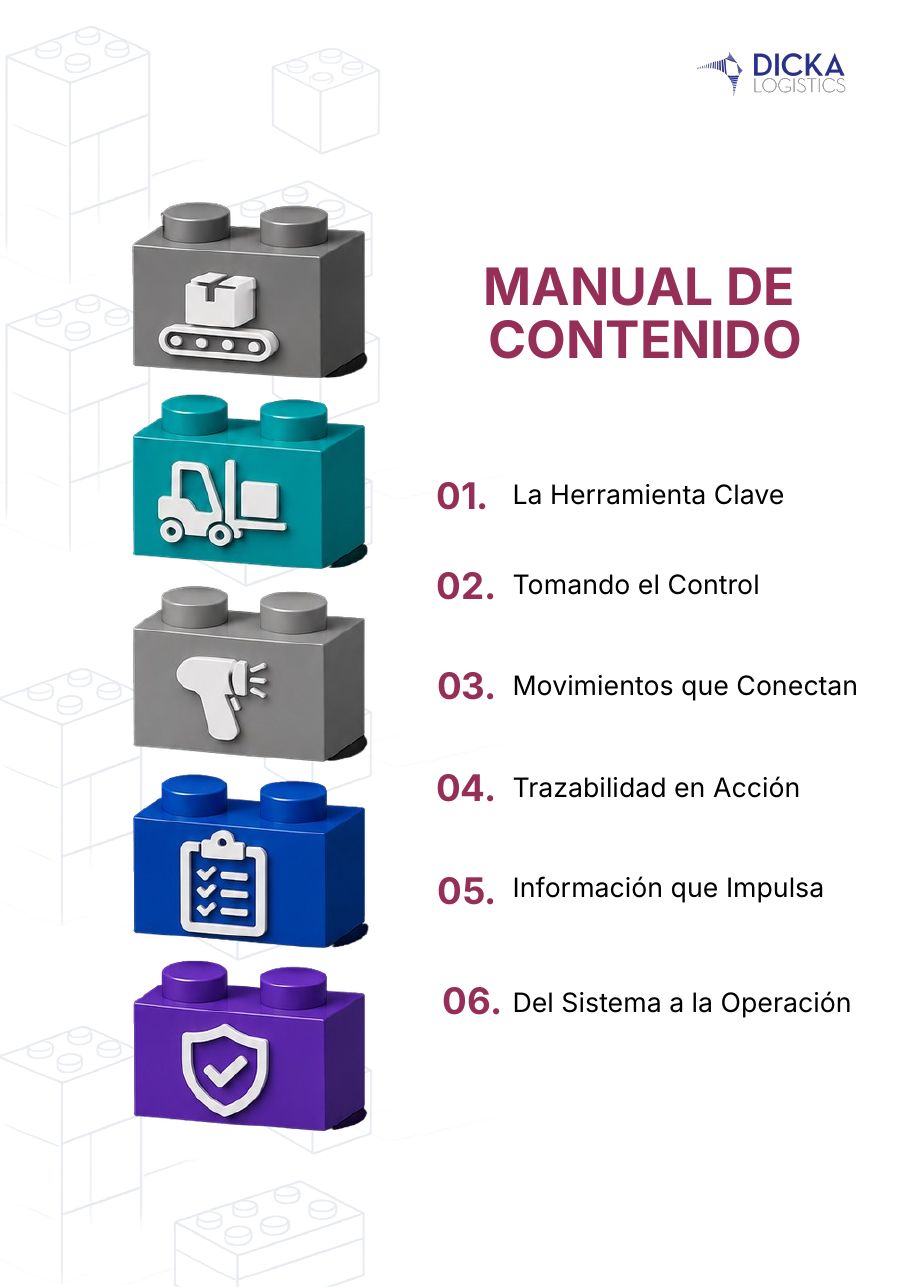 DICKA
LOGISTICS
MANUAL DE
CONTENIDO
01. La Herramienta Clave
02. Tomando el Control
03. Movimientos que Conectan
04. Trazabilidad en Acción
05. Información que Impulsa
06. Del Sistema a la Operación